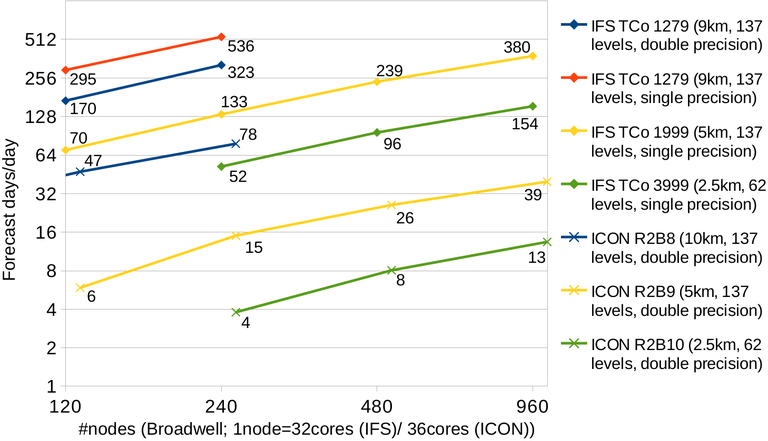 512
256
128
64
32
16
8
4
2
1
Forecast days/day
536
295
323
170
380
239
133
70
154
96
52
78
47
39
26
15
6
13
8
4
120 240 480 960
#nodes (Broadwell; 1node=32cores (IFS)/ 36cores (ICON))
IFS TCo 1279 (9km, 137
levels, double precision)
IFS TCo 1279 (9km, 137
levels, single precision)
IFS TCo 1999 (5km, 137
levels, single precision)
IFS TCo 3999 (2.5km, 62
levels, single precision)
ICON R2B8 (10km, 137
levels, double precision)
ICON R2B9 (5km, 137
levels, double precision)
ICON R2B10 (2.5km, 62
levels, double precision)